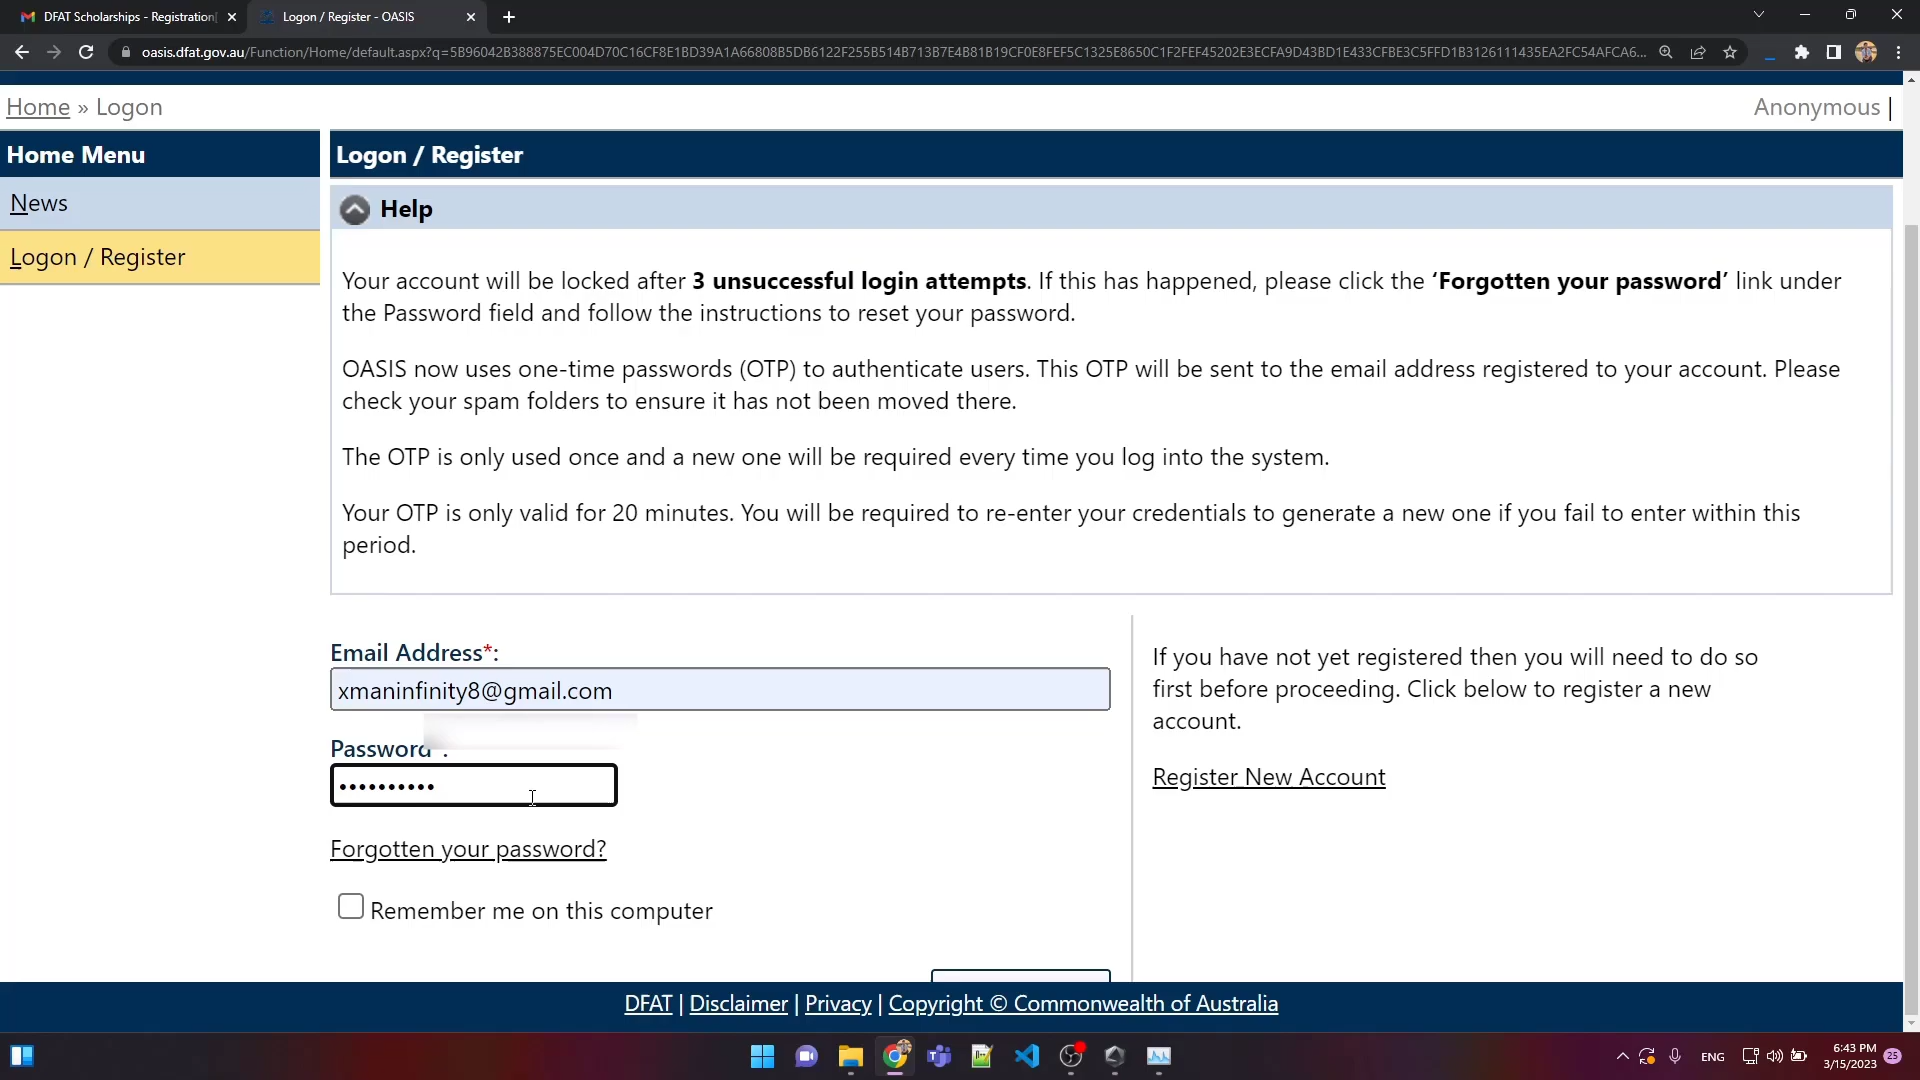 DFAT Scholarships - Registration
Logon / Register - OASIS
oasis.dfat.gov.au/Function/Home/default.aspx?q=5B96042B388875EC004D70C16CF8E1BD39A1A66808B5DB6122F255B514B713B7E4B81B19CF0E8FEF5C1325E8650C1F2FEF45202E3ECFA9D43BD1E433CFBE3C5FFD1B3126111435EA2FC54AFCA6...
Home » Logon
Anonymous |
Home Menu
News
Logon / Register
Logon / Register
Help
Your account will be locked after 3 unsuccessful login attempts. If this has happened, please click the ‘Forgotten your password’ link under
the Password field and follow the instructions to reset your password.
OASIS now uses one-time passwords (OTP) to authenticate users. This OTP will be sent to the email address registered to your account. Please
check your spam folders to ensure it has not been moved there.
The OTP is only used once and a new one will be required every time you log into the system.
Your OTP is only valid for 20 minutes. You will be required to re-enter your credentials to generate a new one if you fail to enter within this
period.
Email Address*:
xmaninfinity8@gmail.com
Password :
••••••••••
Forgotten your password?
Remember me on this computer
If you have not yet registered then you will need to do so
first before proceeding. Click below to register a new
account.
Register New Account
DFAT | Disclaimer | Privacy | Copyright © Commonwealth of Australia
ENG
6:43 PM
3/15/2023
25